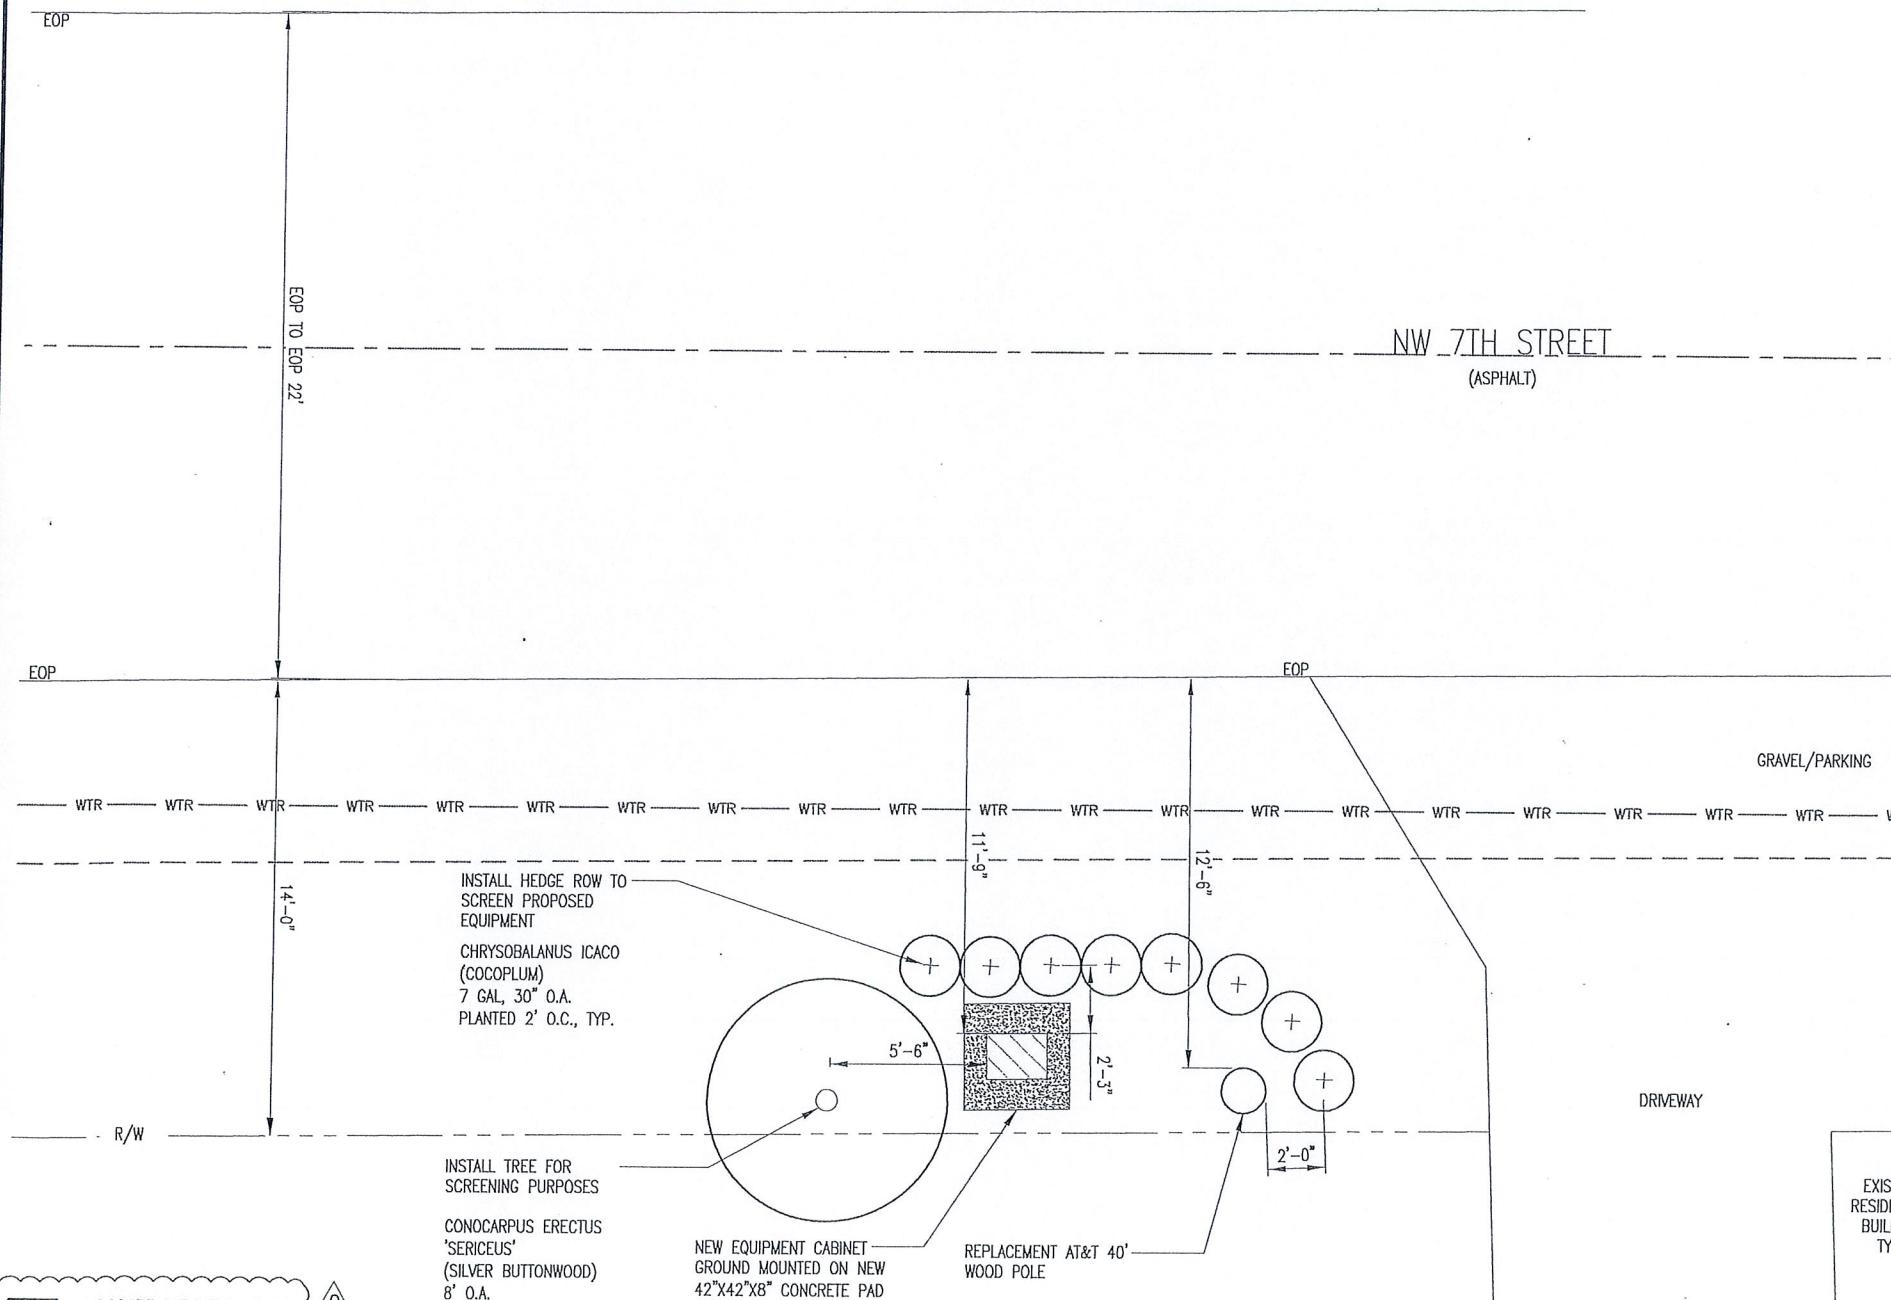 EOP
EOP TO EOP 22'
NW 7TH STREET
(ASPHALT)
EOP
EOP
GRAVEL/PARKING
WTR WTR WTR WTR WTR WTR WTR WTR WTR WTR WTR WTR WTR WTR WTR WTR WTR WTR WTR WTR
14'-0"
11'-9"
12'-6"
INSTALL HEDGE ROW TO
SCREEN PROPOSED
EQUIPMENT
CHRYSOBALANUS ICACO
(COCOPLUM)
7 GAL, 30" O.A.
PLANTED 2' O.C., TYP.
5'-6"
2'-3"
DRIVEWAY
R/W
2'-0"
INSTALL TREE FOR
SCREENING PURPOSES
CONOCARPUS ERECTUS
'SERICEUS'
(SILVER BUTTONWOOD)
8' O.A.
NEW EQUIPMENT CABINET
GROUND MOUNTED ON NEW
42"X42"X8" CONCRETE PAD
REPLACEMENT AT&T 40'
WOOD POLE
EXIS
RESID
BUIL
TY